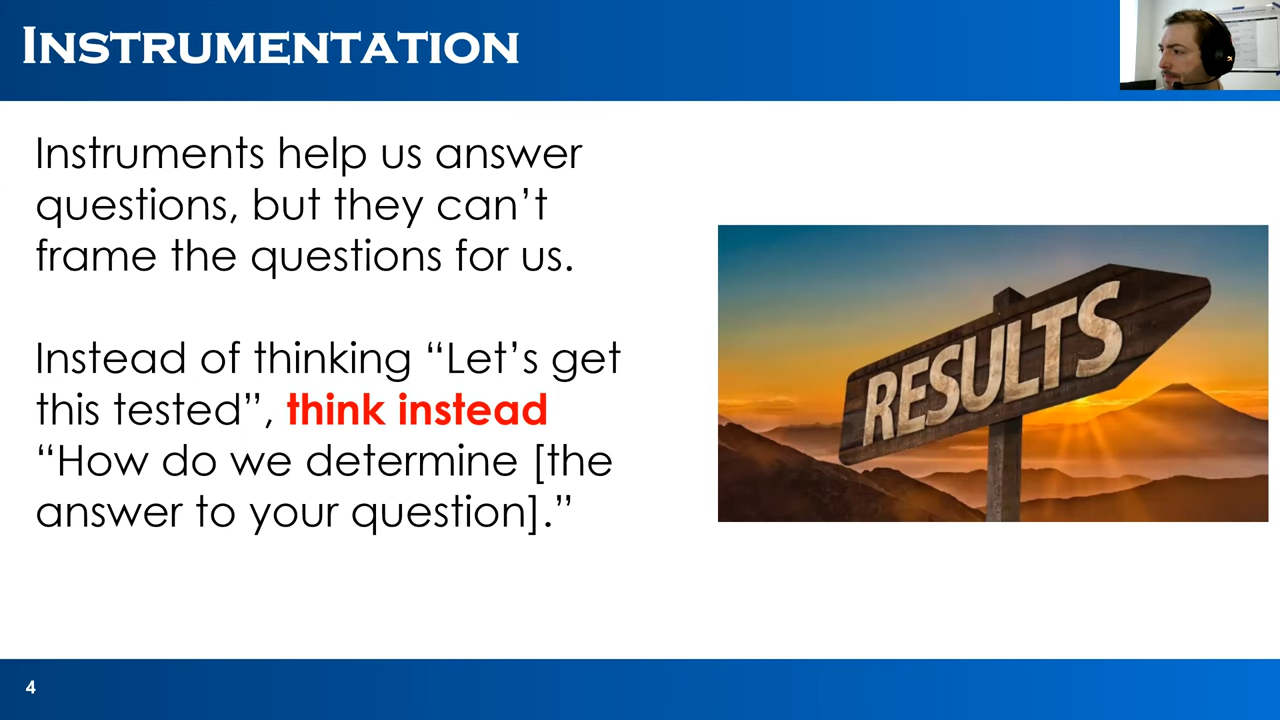 INSTRUMENTATION
Instruments help us answer
questions, but they can’t
frame the questions for us.
Instead of thinking “Let’s get
this tested”, think instead
“How do we determine [the
answer to your question].”
RESULTS
4